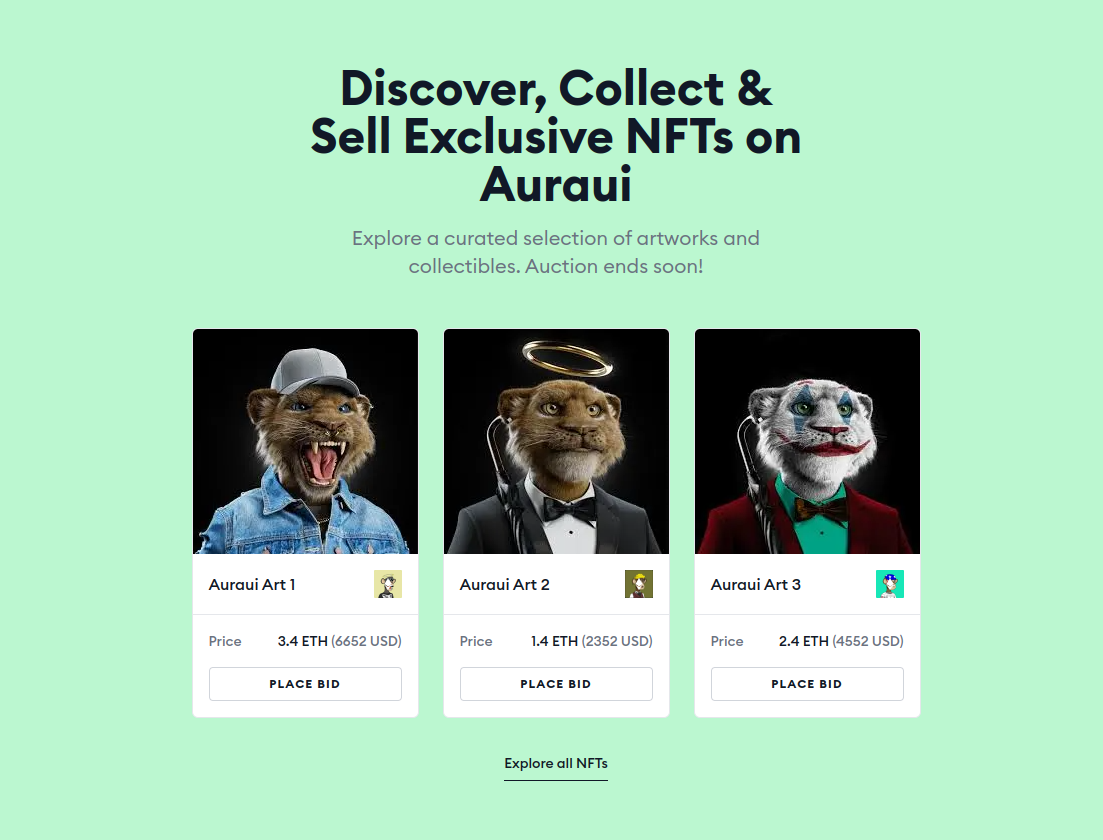 Discover, Collect &
Sell Exclusive NFTs on
Auraui
Explore a curated selection of artworks and
collectibles. Auction ends soon!
Auraui Art 1
Price 3.4 ETH (6652 USD)
PLACE BID
Auraui Art 2
Price 1.4 ETH (2352 USD)
PLACE BID
Auraui Art 3
Price 2.4 ETH (4552 USD)
PLACE BID
Explore all NFTs